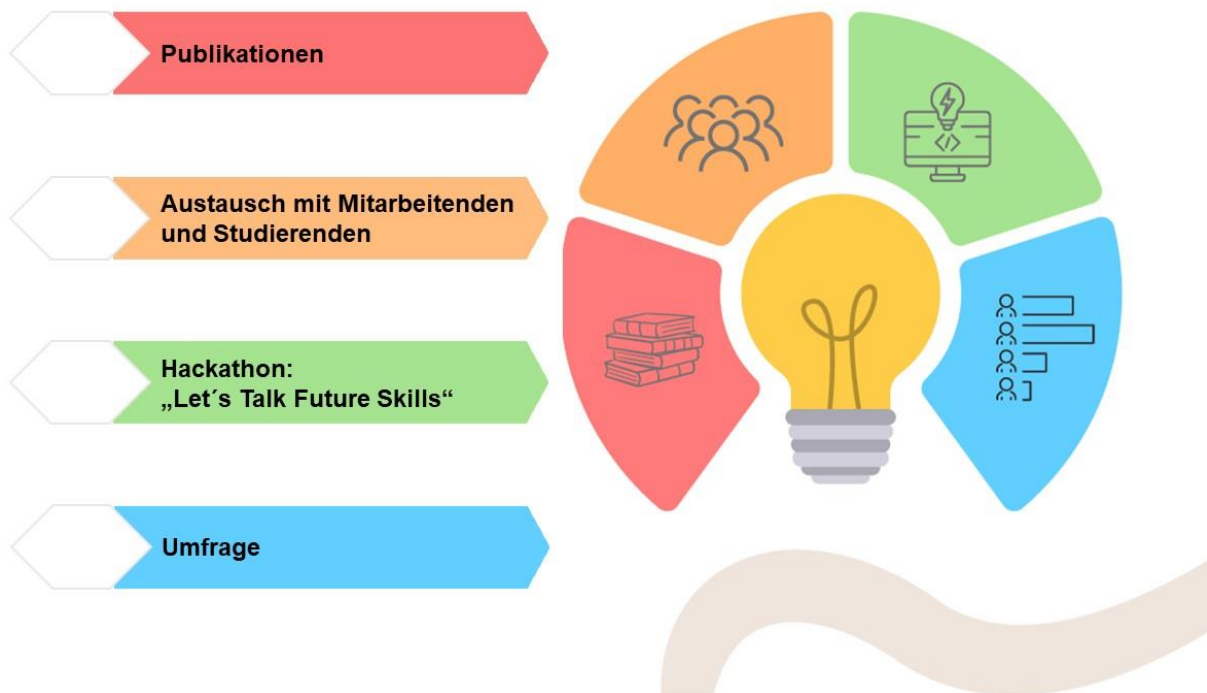 Publikationen
Austausch mit Mitarbeitenden
und Studierenden
Hackathon:
„Let´s Talk Future Skills“
Umfrage